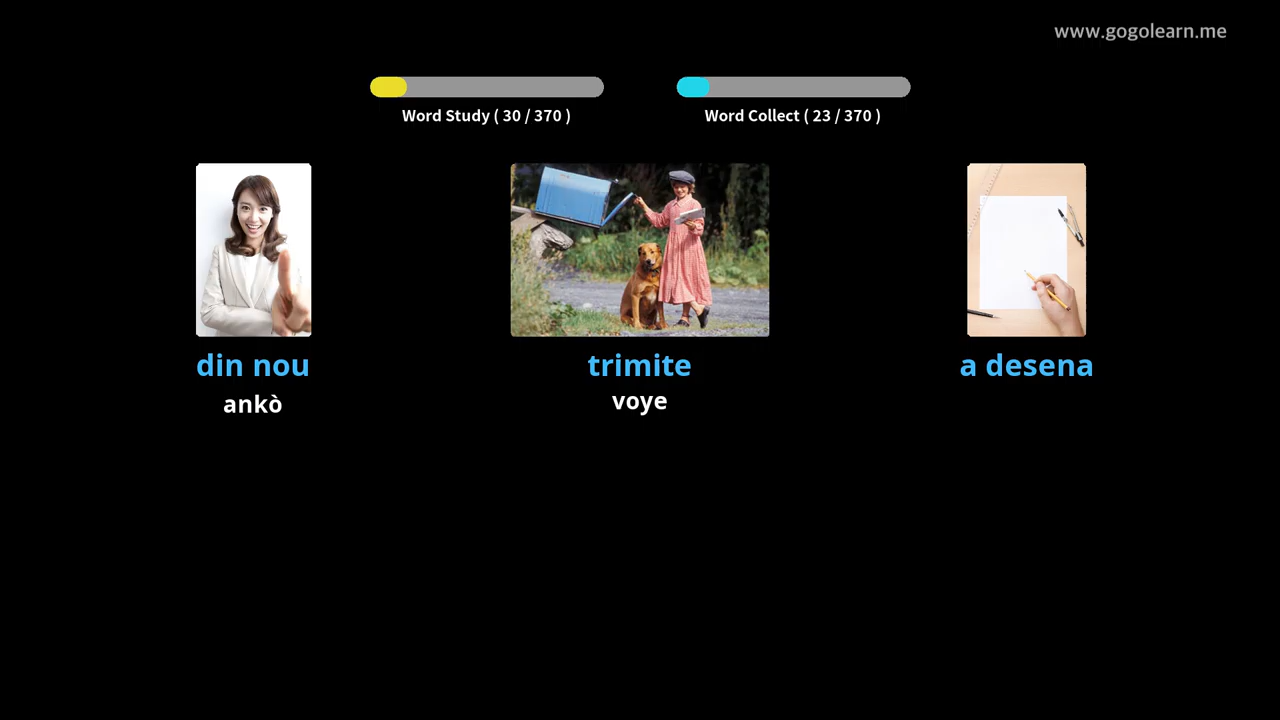 www.gogolearn.me
Word Study ( 30 / 370 )
Word Collect ( 23 / 370 )
din nou
trimite
a desena
ankò
voye